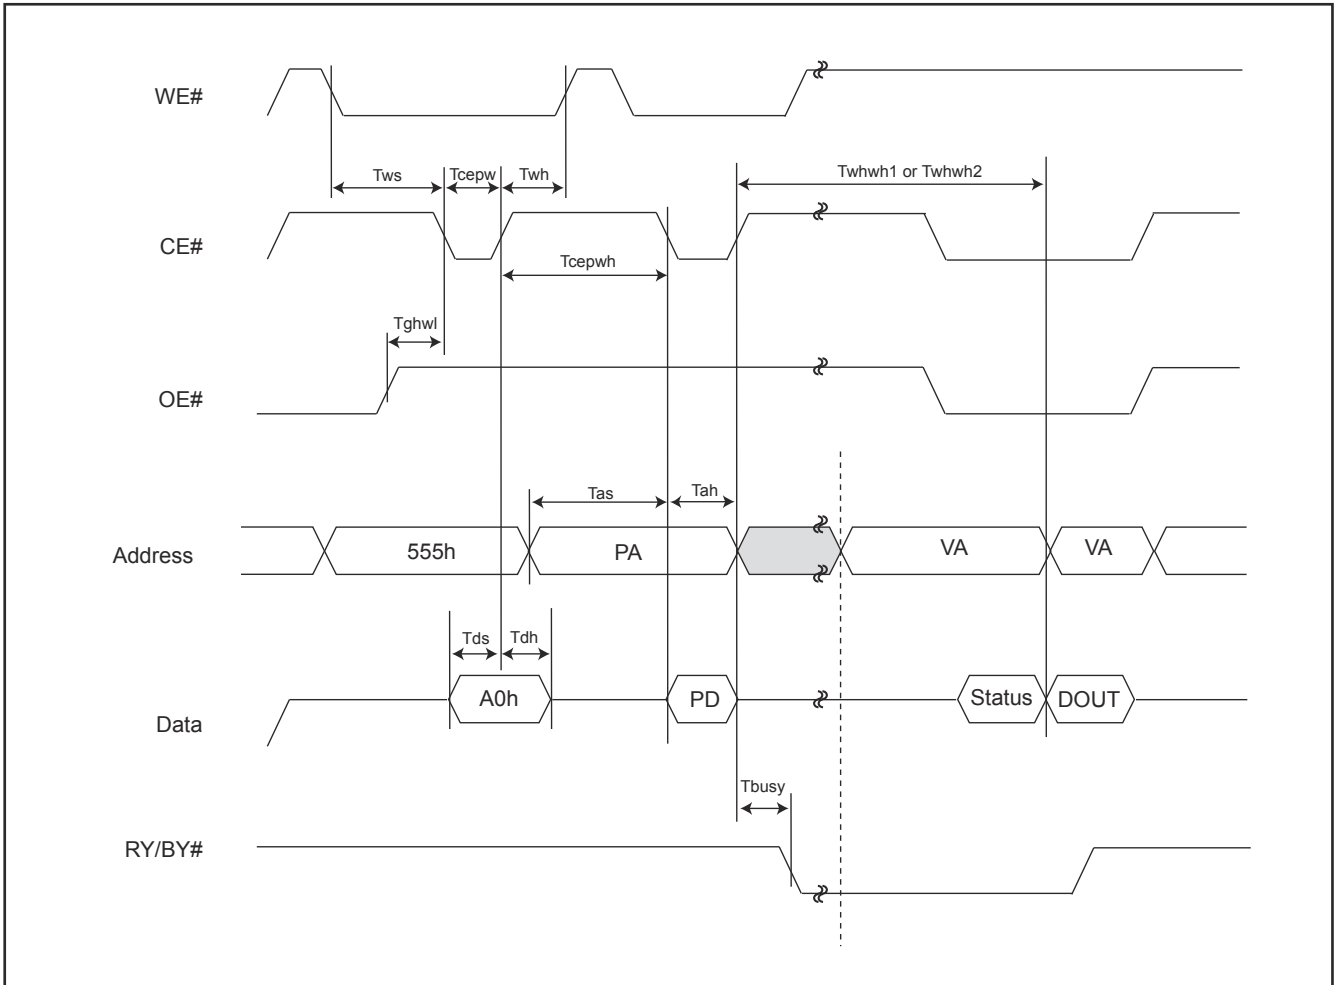 WE#
Tws
Tcepw
Twh
Twhwh1 or Twhwh2
CE#
Tcepwh
Tghwl
OE#
Tas
Tah
Address
555h
PA
VA
VA
Tds
Tdh
Data
A0h
PD
Status
DOUT
Tbusy
RY/BY#